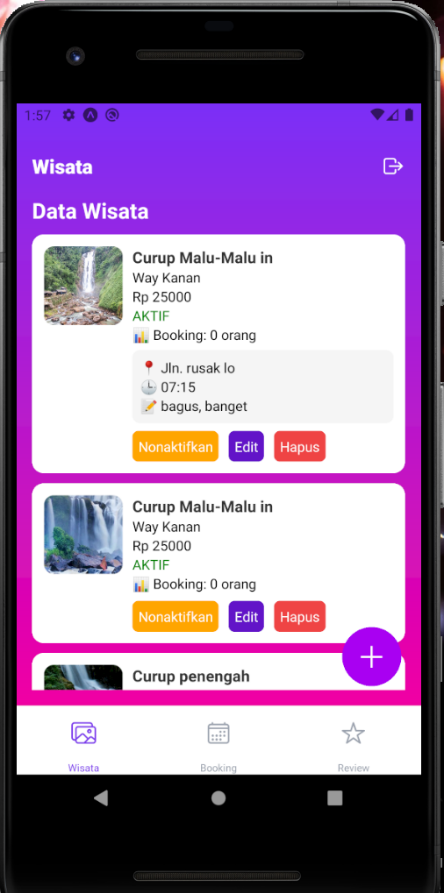 1:57
Wisata
Data Wisata
Curup Malu-Malu in
Way Kanan
Rp 25000
AKTIF
📊 Booking: 0 orang
📍 Jln. rusak lo
🕒 07:15
📝 bagus, banget
Nonaktifkan Edit Hapus
Curup Malu-Malu in
Way Kanan
Rp 25000
AKTIF
📊 Booking: 0 orang
Nonaktifkan Edit Hapus
Curup penengah
Wisata Booking Review